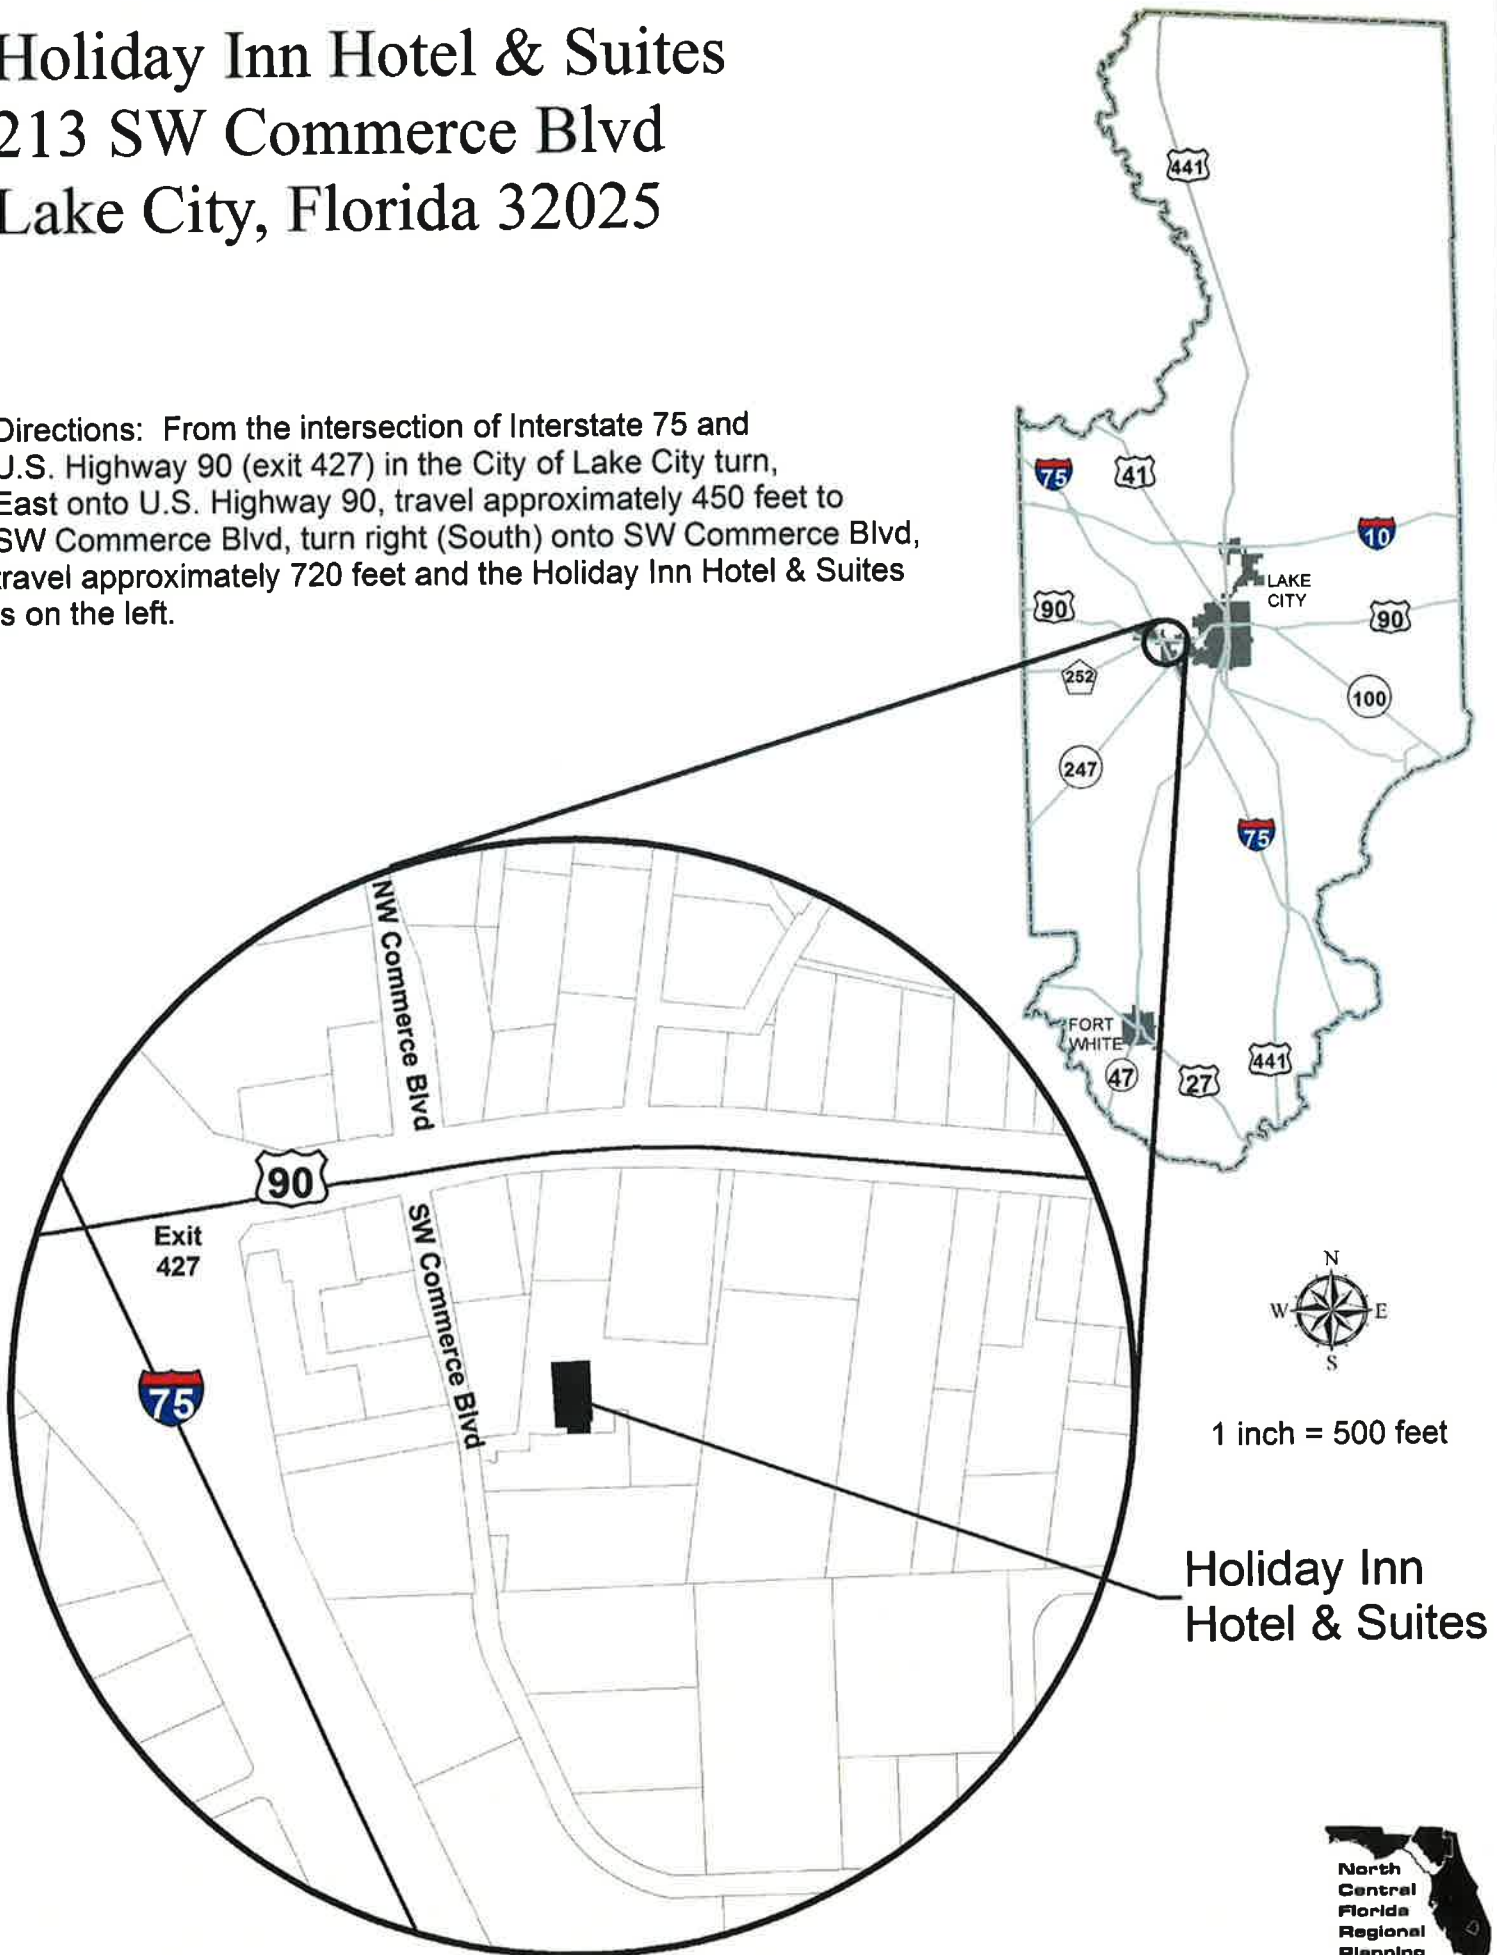 Holiday Inn Hotel & Suites
213 SW Commerce Blvd
Lake City, Florida 32025
Directions: From the intersection of Interstate 75 and
U.S. Highway 90 (exit 427) in the City of Lake City turn,
East onto U.S. Highway 90, travel approximately 450 feet to
SW Commerce Blvd, turn right (South) onto SW Commerce Blvd,
travel approximately 720 feet and the Holiday Inn Hotel & Suites
is on the left.
441
75
41
10
LAKE
CITY
90
90
252
100
247
75
FORT
WHITE
47
27
441
NW Commerce Blvd
90
Exit
427
SW Commerce Blvd
75
N
W
E
S
1 inch = 500 feet
Holiday Inn
Hotel & Suites
North
Central
Florida
Regional
Planning